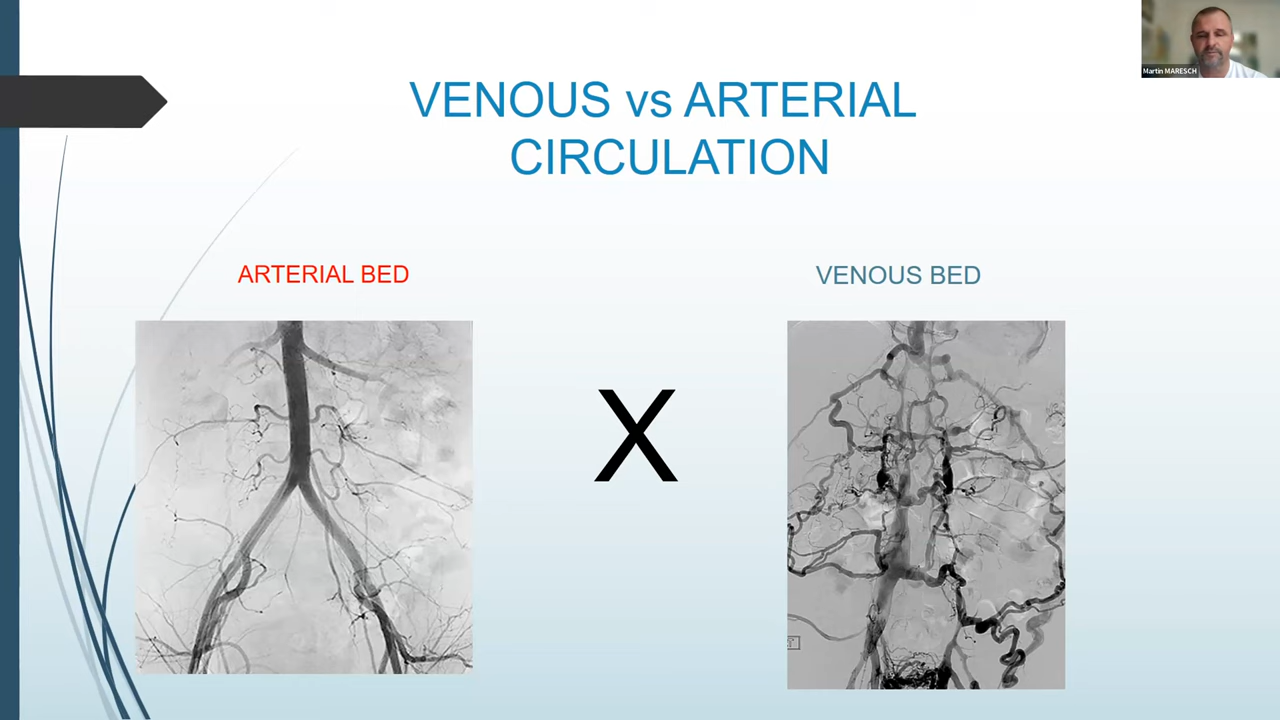 Martin MARESCH
VENOUS vs ARTERIAL
CIRCULATION
ARTERIAL BED
VENOUS BED
X